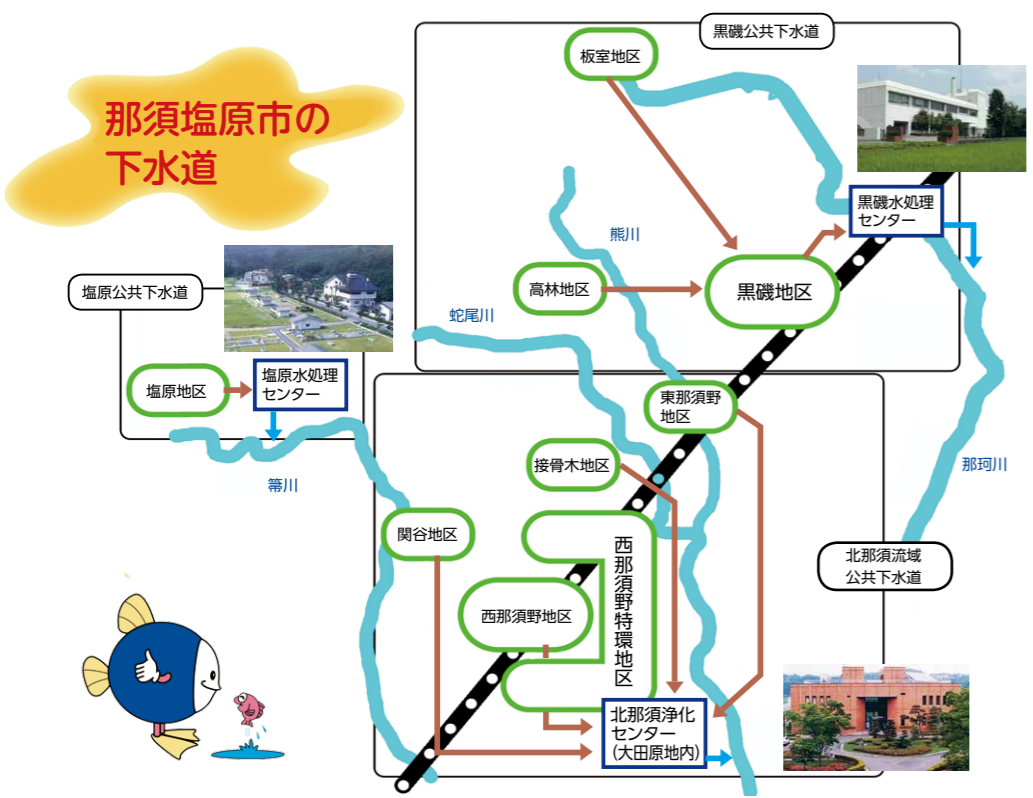 那須塩原市の
下水道
黒磯公共下水道
板室地区
黒磯水処理
センター
熊川
高林地区
黒磯地区
塩原公共下水道
蛇尾川
塩原地区
塩原水処理
センター
東那須野
地区
箒川
接骨木地区
那珂川
関谷地区
西那須野特環地区
北那須流域
公共下水道
西那須野地区
北那須浄化
センター
(大田原地内)